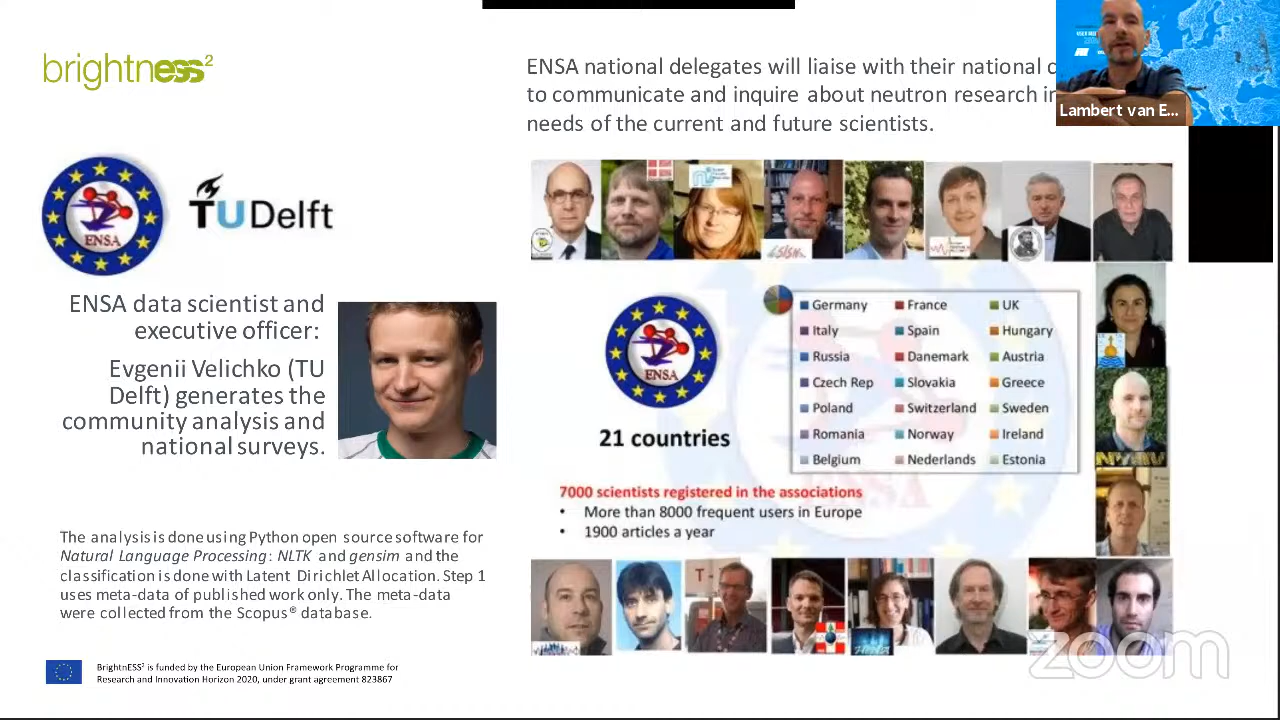 brightness²
ENSA national delegates will liaise with their national
to communicate and inquire about neutron research
needs of the current and future scientists.
Lambert van E...
ENSA
TU Delft
ENSA data scientist and
executive officer:
Evgenii Velichko (TU
Delft) generates the
community analysis and
national surveys.
The analysis is done using Python open source software for
Natural Language Processing: NLTK and gensim and the
classification is done with Latent Dirichlet Allocation. Step 1
uses meta-data of published work only. The meta-data
were collected from the Scopus® database.
BrightnESS² is funded by the European Union Framework Programme for
Research and Innovation Horizon 2020, under grant agreement 823867
ENSA
21 countries
Germany France UK
Italy Spain Hungary
Russia Danemark Austria
Czech Rep Slovakia Greece
Poland Switzerland Sweden
Romania Norway Ireland
Belgium Nederlands Estonia
7000 scientists registered in the associations
• More than 8000 frequent users in Europe
• 1900 articles a year
zoom